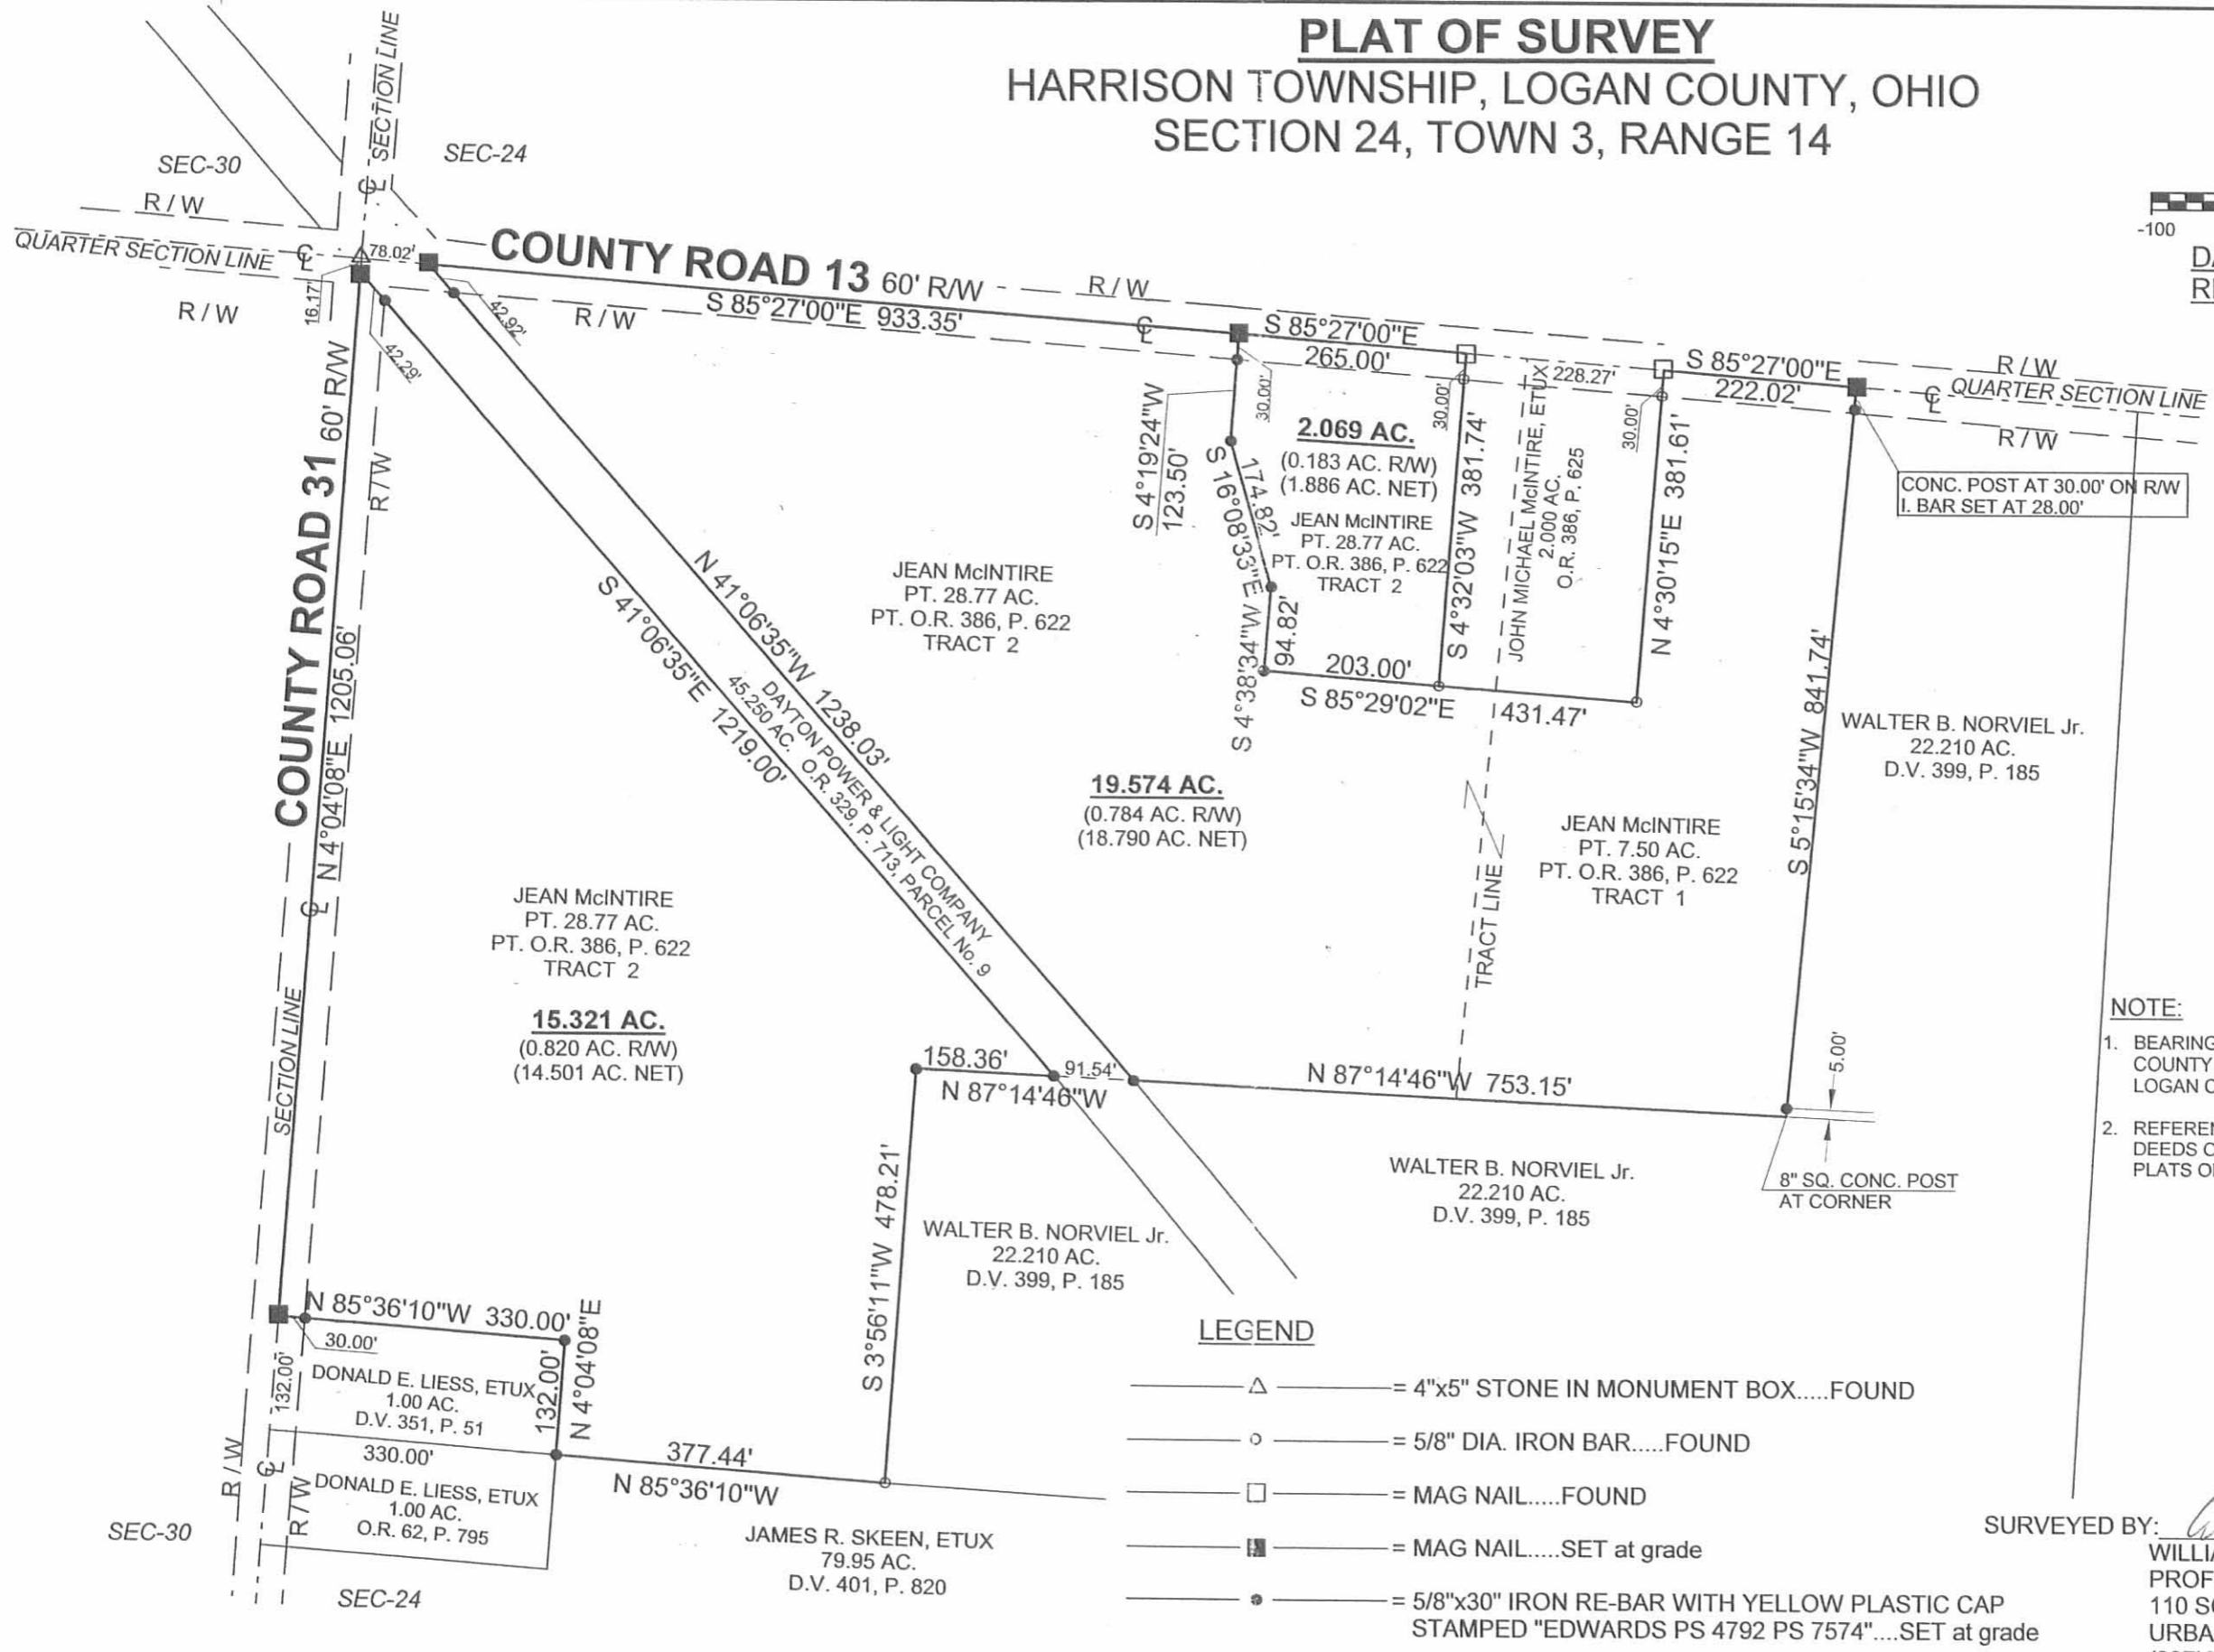 PLAT OF SURVEY
HARRISON TOWNSHIP, LOGAN COUNTY, OHIO
SECTION 24, TOWN 3, RANGE 14
-100
SECTION LINE
SEC-30
SEC-24
R / W
QUARTER SECTION LINE
78.02'
16.17'
R / W
42.29'
42.92'
COUNTY ROAD 13 60' R/W
R / W
R / W
S 85°27'00"E 933.35'
S 85°27'00"E
265.00'
228.27'
S 85°27'00"E
222.02'
R / W
QUARTER SECTION LINE
R / W
CONC. POST AT 30.00' ON R/W
I. BAR SET AT 28.00'
COUNTY ROAD 31 60' R/W
R / W
N 4°04'08"E 1205.06'
SECTION LINE
S 4°19'24"W
123.50'
30.00'
S 16°08'33"E
174.82'
S 4°38'34"W
94.82'
2.069 AC.
(0.183 AC. R/W)
(1.886 AC. NET)
JEAN McINTIRE
PT. 28.77 AC.
PT. O.R. 386, P. 622
TRACT 2
30.00'
S 4°32'03"W 381.74'
JOHN MICHAEL McINTIRE, ETUX
2.000 AC.
O.R. 386, P. 625
30.00'
N 4°30'15"E 381.61'
203.00'
S 85°29'02"E
431.47'
JEAN McINTIRE
PT. 28.77 AC.
PT. O.R. 386, P. 622
TRACT 2
N 41°06'35"W 1238.03'
DAYTON POWER & LIGHT COMPANY
45.250 AC. O.R. 329, P. 713, PARCEL No. 9
S 41°06'35"E 1219.00'
19.574 AC.
(0.784 AC. R/W)
(18.790 AC. NET)
JEAN McINTIRE
PT. 7.50 AC.
PT. O.R. 386, P. 622
TRACT 1
TRACT LINE
S 5°15'34"W 841.74'
WALTER B. NORVIEL Jr.
22.210 AC.
D.V. 399, P. 185
JEAN McINTIRE
PT. 28.77 AC.
PT. O.R. 386, P. 622
TRACT 2
15.321 AC.
(0.820 AC. R/W)
(14.501 AC. NET)
158.36'
N 87°14'46"W
91.54'
N 87°14'46"W 753.15'
5.00'
8" SQ. CONC. POST
AT CORNER
NOTE:
1. BEARING
COUNTY
LOGAN
2.
DEEDS
PLATS
S 3°56'11"W 478.21'
WALTER B. NORVIEL Jr.
22.210 AC.
D.V. 399, P. 185
WALTER B. NORVIEL Jr.
22.210 AC.
D.V. 399, P. 185
N 85°36'10"W 330.00'
30.00'
132.00'
DONALD E. LIESS, ETUX
1.00 AC.
D.V. 351, P. 51
132.00'
N 4°04'08"E
330.00'
DONALD E. LIESS, ETUX
1.00 AC.
O.R. 62, P. 795
R / W
R / W
377.44'
N 85°36'10"W
JAMES R. SKEEN, ETUX
79.95 AC.
D.V. 401, P. 820
SEC-30
SEC-24
LEGEND
= 4"x5" STONE IN MONUMENT BOX.....FOUND
= 5/8" DIA. IRON BAR.....FOUND
= MAG NAIL.....FOUND
= MAG NAIL.....SET at grade
= 5/8"x30" IRON RE-BAR WITH YELLOW PLASTIC CAP
STAMPED "EDWARDS PS 4792 PS 7574"....SET at grade
SURVEYED BY:
110